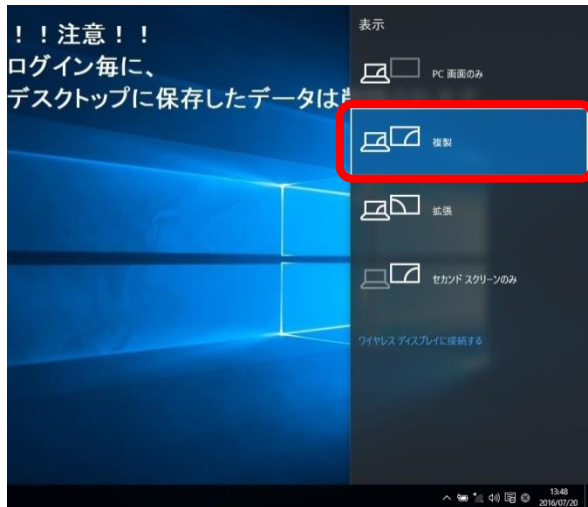 ！！注意！！
ログイン毎に、
デスクトップに保存したデータは
表示
PC 画面のみ
複製
拡張
セカンド スクリーンのみ
ワイヤレス ディスプレイに接続する
13:48
2016/07/20